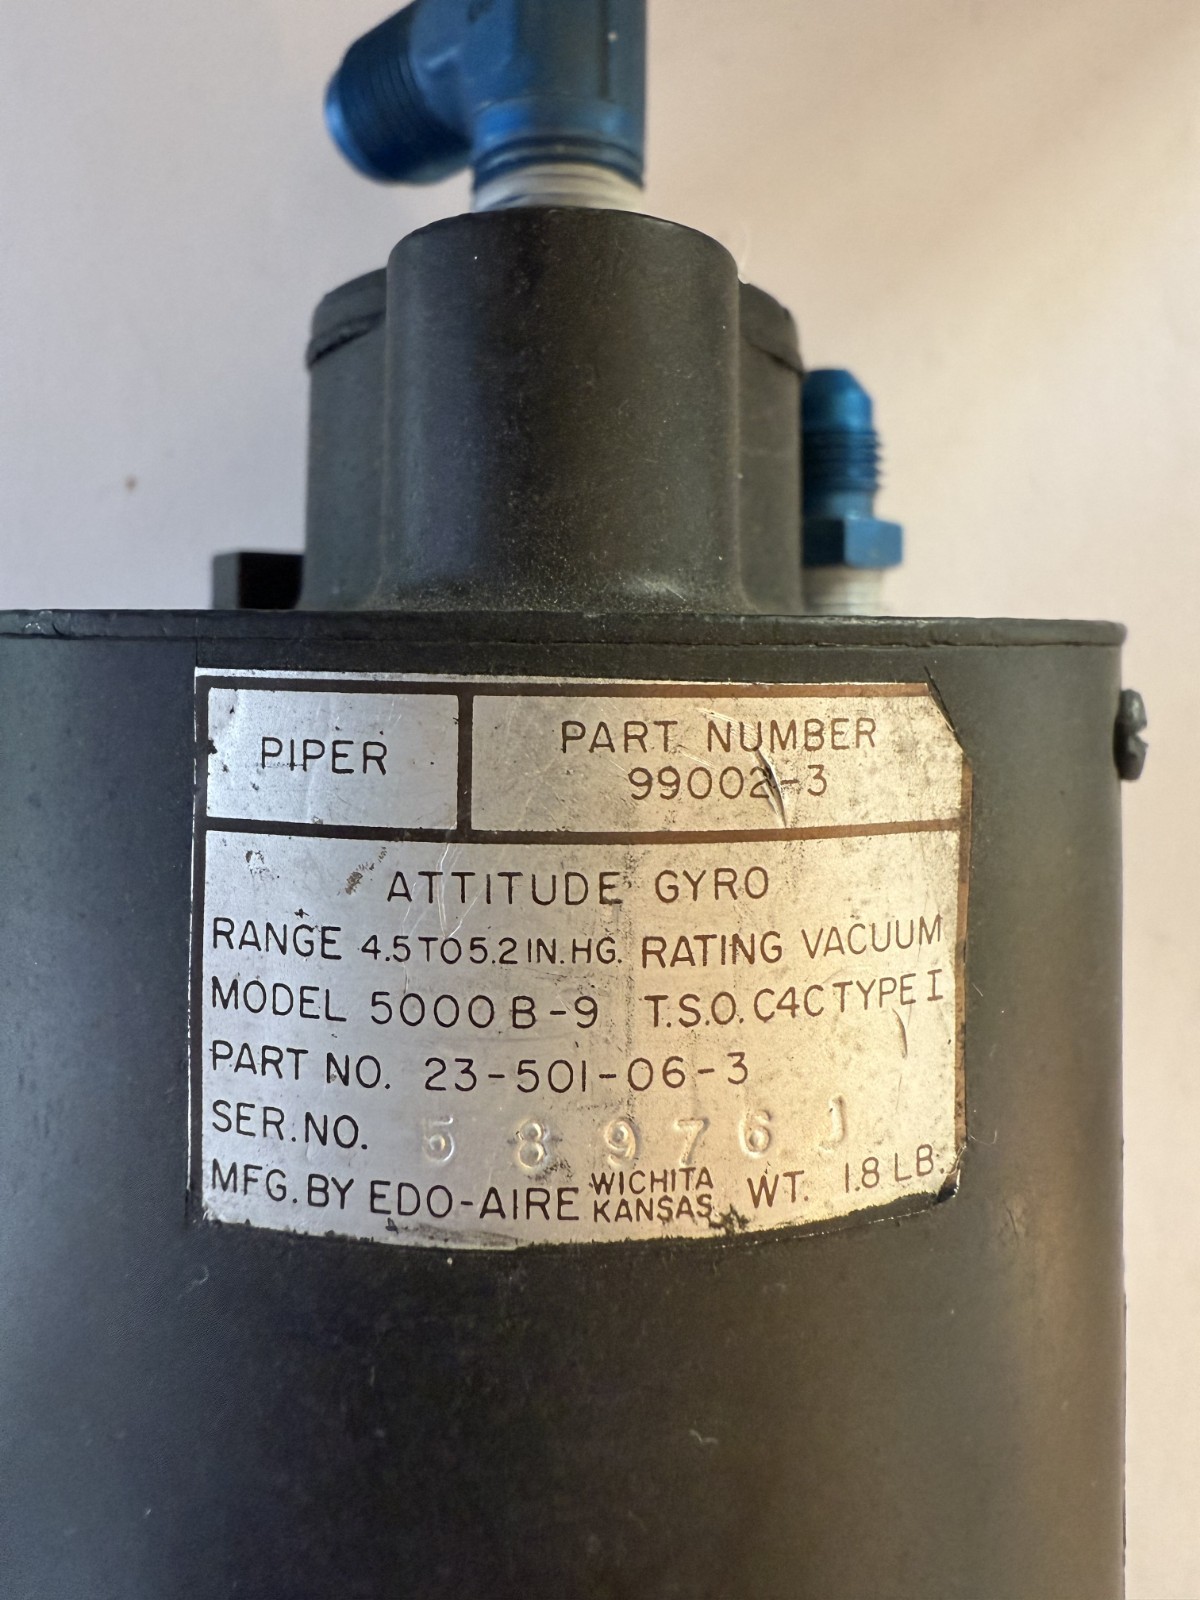 PIPER
PART NUMBER
99002-3
ATTITUDE GYRO
RANGE 4.5 TO 5.2 IN. HG. RATING VACUUM
MODEL 5000 B-9 T.S.O. C4C TYPE I
PART NO. 23-501-06-3
SER. NO. 58976J
MFG. BY EDO-AIRE WICHITA KANSAS WT. 1.8 LB.